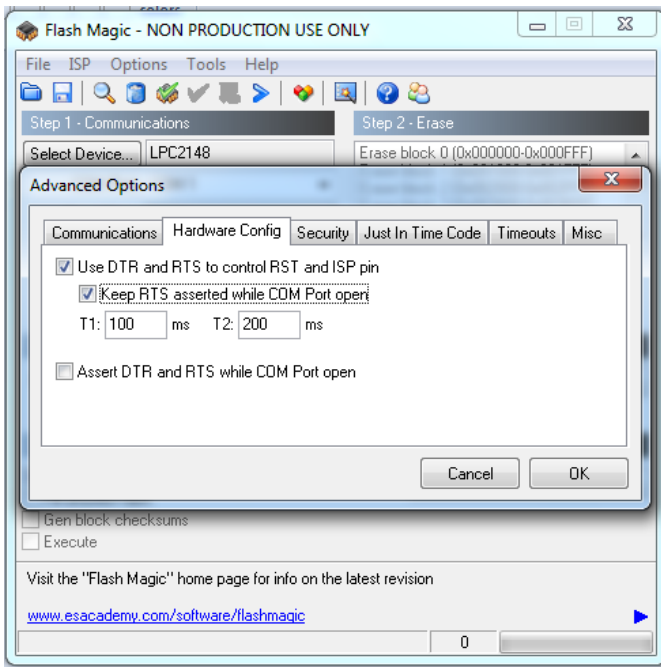 colors
Flash Magic - NON PRODUCTION USE ONLY
File ISP Options Tools Help
Step 1 - Communications
Step 2 - Erase
Select Device... LPC2148
Erase block 0 (0x000000-0x000FFF)
Advanced Options
Communications Hardware Config Security Just In Time Code Timeouts Misc
Use DTR and RTS to control RST and ISP pin
Keep RTS asserted while COM Port open
T1: 100 ms T2: 200 ms
Assert DTR and RTS while COM Port open
Cancel OK
Gen block checksums
Execute
Visit the "Flash Magic" home page for info on the latest revision
www.esacademy.com/software/flashmagic
0